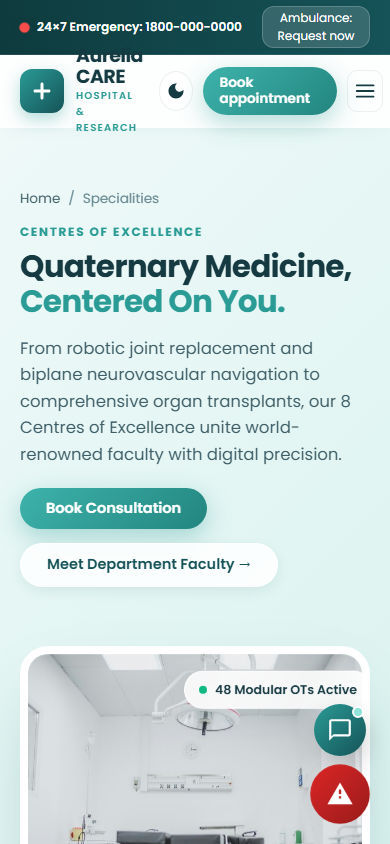 24×7 Emergency: 1800-000-0000
Ambulance:
Request now
Aurelia
CARE
HOSPITAL
&
RESEARCH
Book
appointment
Home / Specialities
CENTRES OF EXCELLENCE
Quaternary Medicine,
Centered On You.
From robotic joint replacement and
biplane neurovascular navigation to
comprehensive organ transplants, our 8
Centres of Excellence unite world-
renowned faculty with digital precision.
Book Consultation
Meet Department Faculty →
48 Modular OTs Active